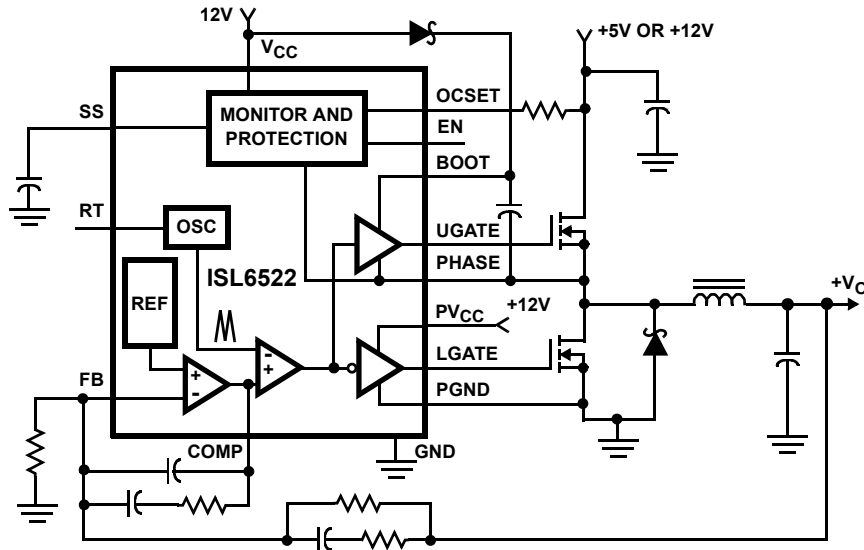 12V
VCC
+5V OR +12V
SS
MONITOR AND
PROTECTION
OCSET
EN
BOOT
RT
OSC
UGATE
PHASE
ISL6522
REF
+12V
PVCC
+VO
LGATE
FB
+
-
-
+
PGND
COMP
GND